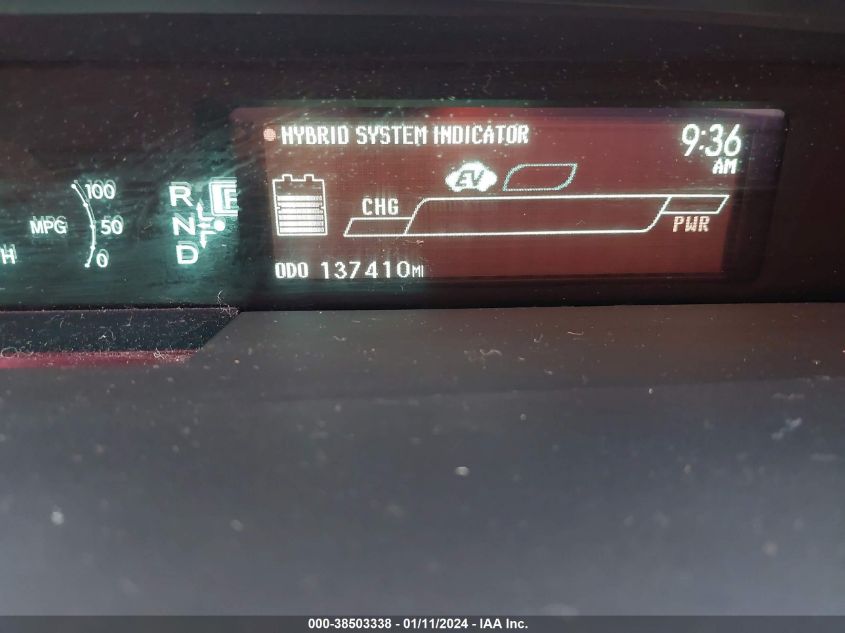 HYBRID SYSTEM INDICATOR
9:36
AM
EV
100
MPG
50
0
H
R
N
D
CHG
PWR
ODO 137410MI
000-38503338 - 01/11/2024 - IAA Inc.